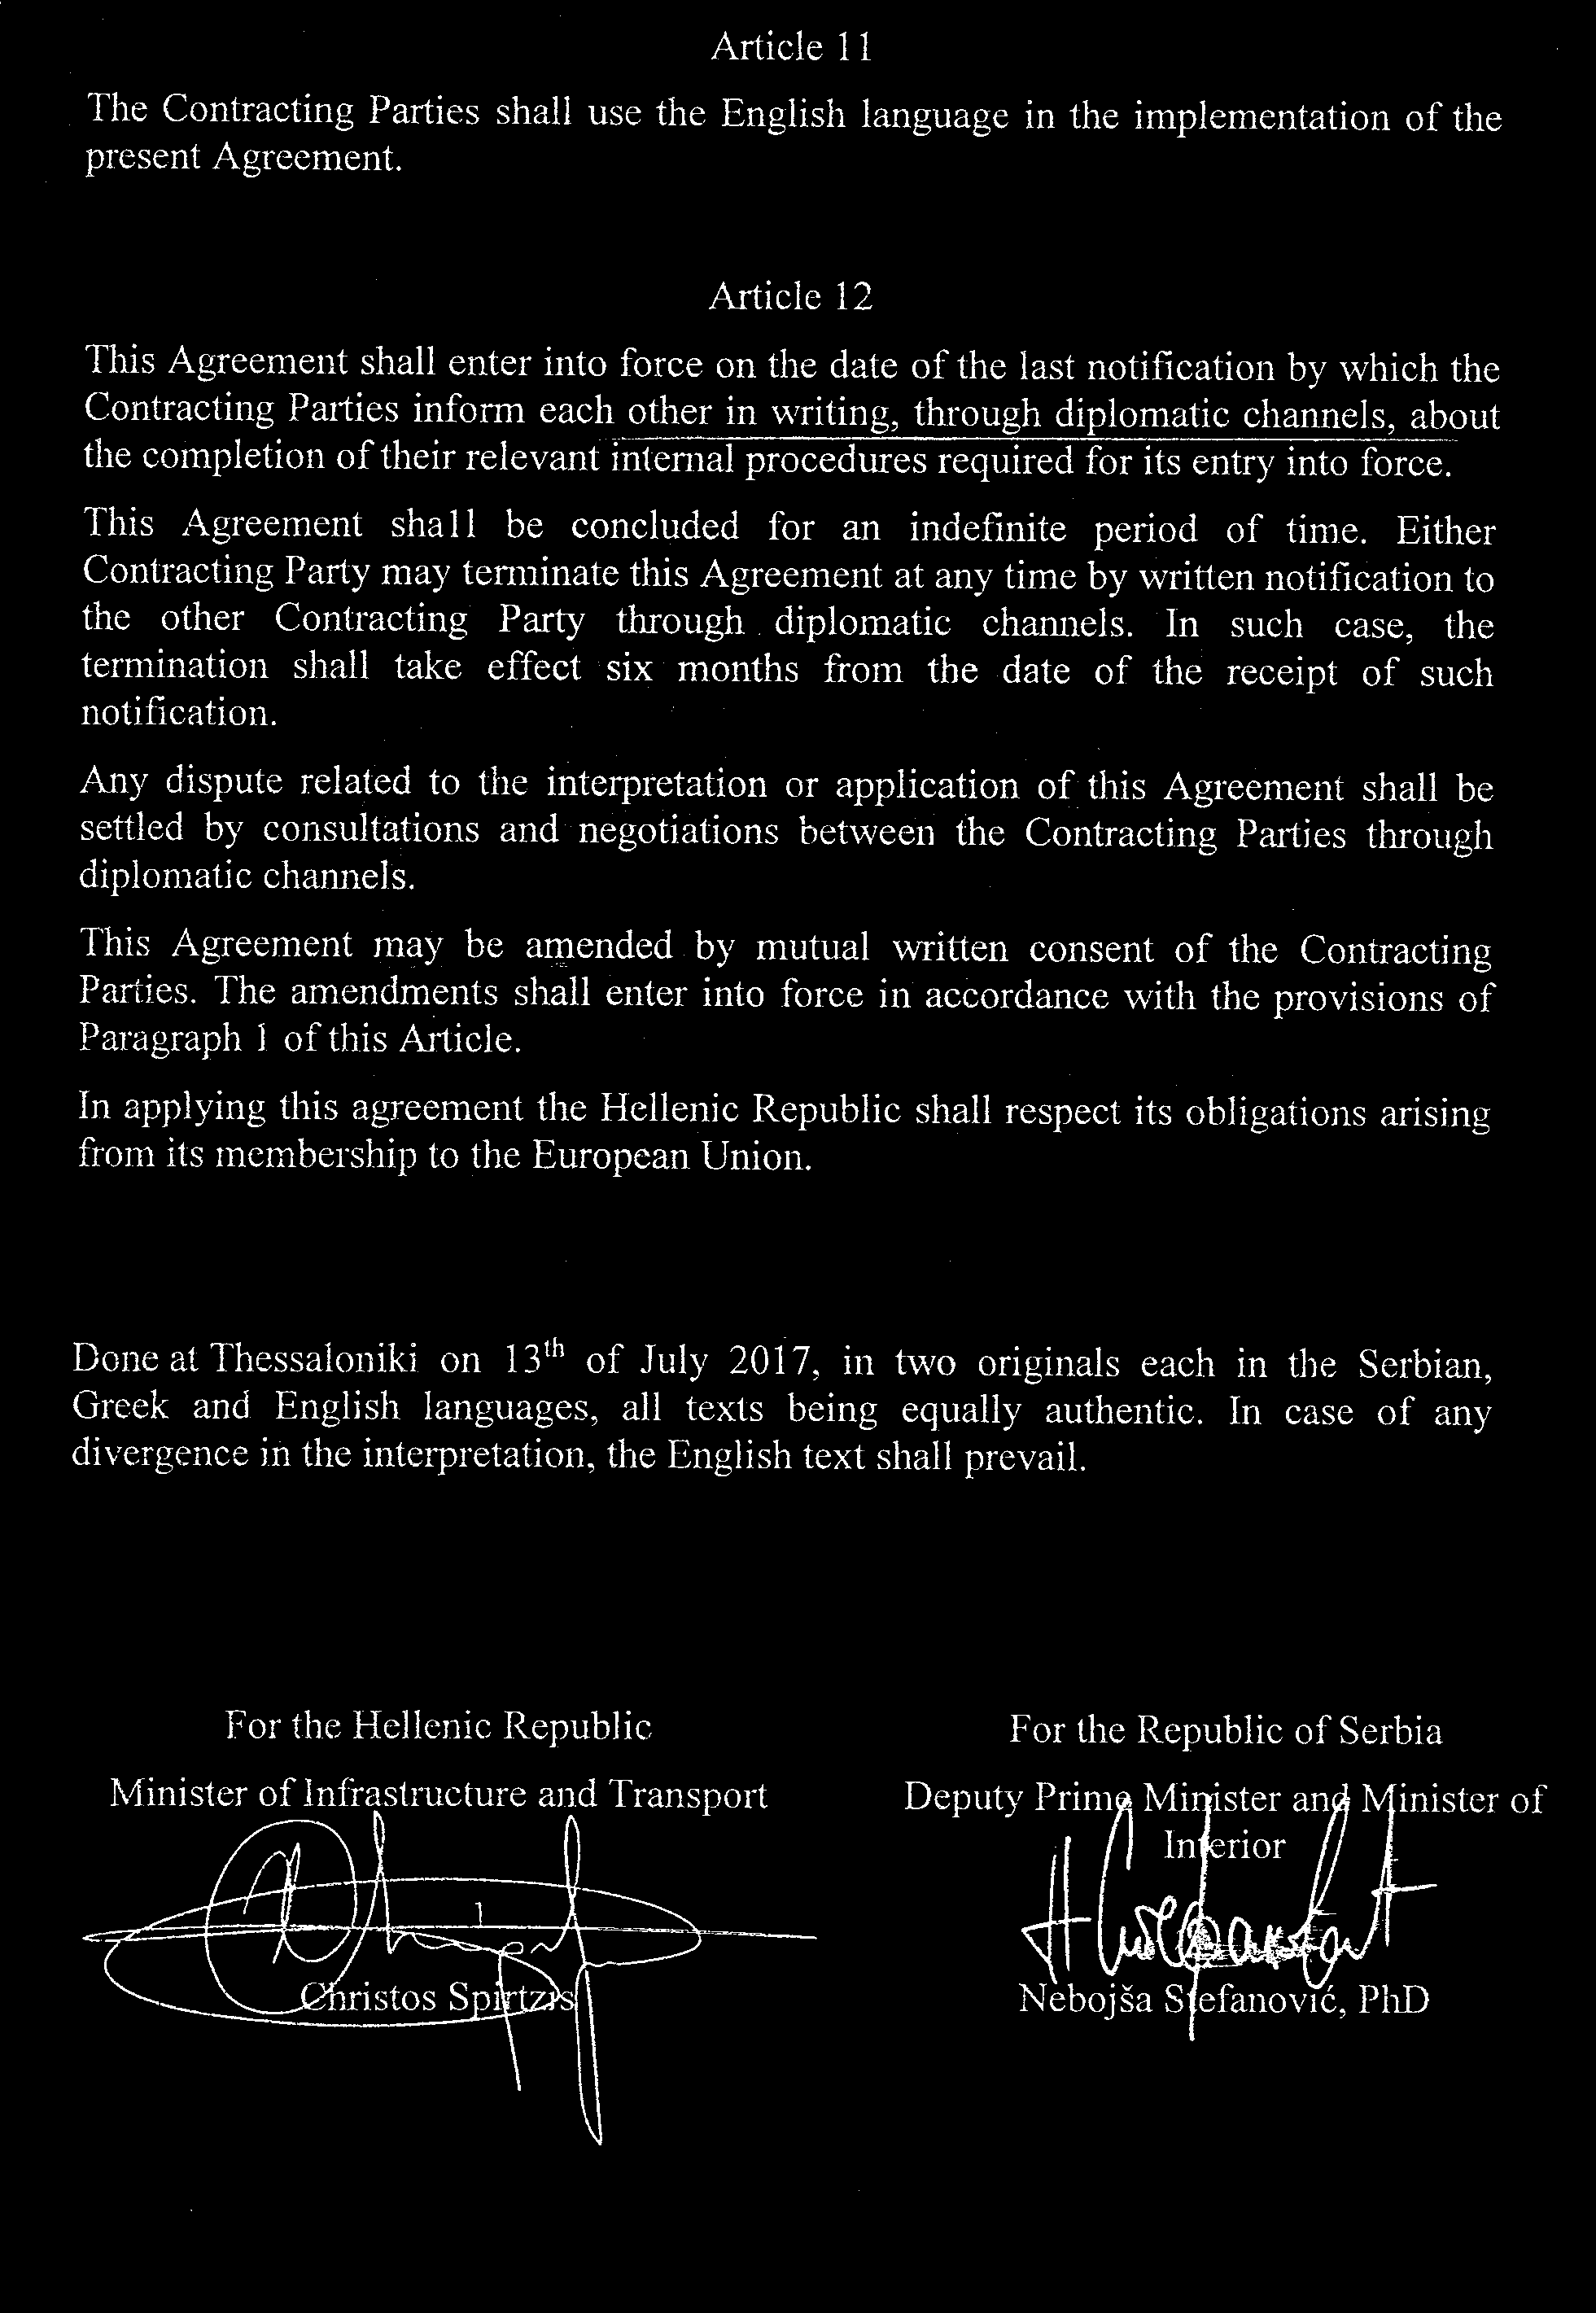 Article 11
The Contracting Parties shall use the English language in the implementation of the
present Agreement.
Article 12
This Agreement shall enter into force on the date of the last notification by which the
Contracting Parties inform each other in writing, through diplomatic channels, about
the completion of their relevant internal procedures required for its entry into force.
This Agreement shall be concluded for an indefinite period of time. Either
Contracting Party may terminate this Agreement at any time by written notification to
the other Contracting Party through diplomatic channels. In such case, the
termination shall take effect six months from the date of the receipt of such
notification.
Any dispute related to the interpretation or application of this Agreement shall be
settled by consultations and negotiations between the Contracting Parties through
diplomatic channels.
This Agreement may be amended by mutual written consent of the Contracting
Parties. The amendments shall enter into force in accordance with the provisions of
Paragraph 1 of this Article.
In applying this agreement the Hellenic Republic shall respect its obligations arising
from its membership to the European Union.
Done at Thessaloniki on 13th of July 2017, in two originals each in the Serbian,
Greek and English languages, all texts being equally authentic. In case of any
divergence in the interpretation, the English text shall prevail.
For the Hellenic Republic
Minister of Infrastructure and Transport
Christos Spirtzis
For the Republic of Serbia
Deputy Prime Minister and Minister of
Interior
Nebojša Stefanović, PhD